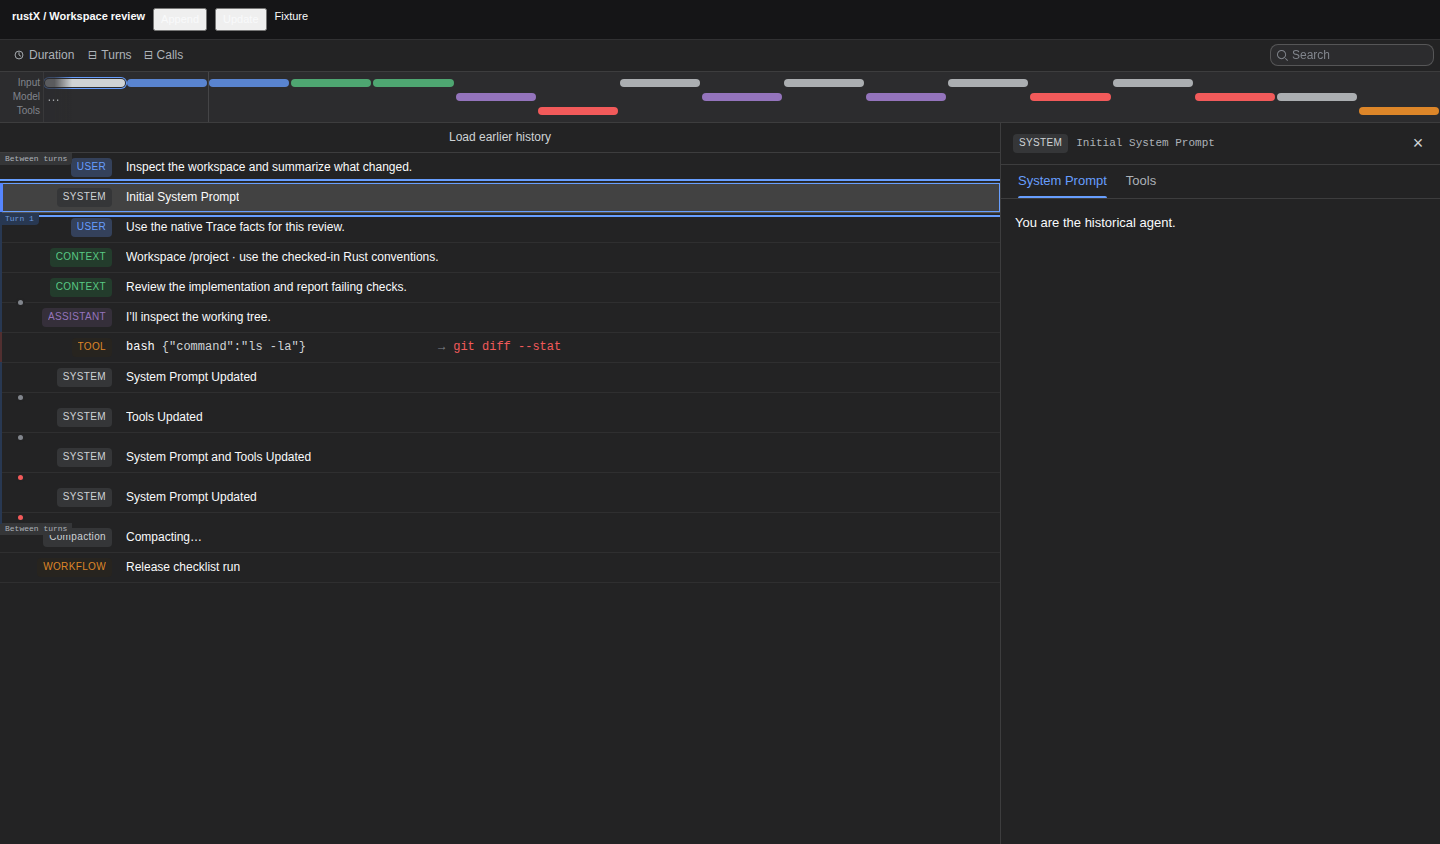 rustX / Workspace review Fixture
Duration Turns Calls Search
Input
Model ...
Tools
Load earlier history
Between turns
USER Inspect the workspace and summarize what changed.
SYSTEM Initial System Prompt
Turn 1
USER Use the native Trace facts for this review.
CONTEXT Workspace /project · use the checked-in Rust conventions.
CONTEXT Review the implementation and report failing checks.
ASSISTANT I'll inspect the working tree.
TOOL bash {"command":"ls -la"} → git diff --stat
SYSTEM System Prompt Updated
SYSTEM Tools Updated
SYSTEM System Prompt and Tools Updated
SYSTEM System Prompt Updated
Between turns
Compaction Compacting…
WORKFLOW Release checklist run
SYSTEM Initial System Prompt ×
System Prompt Tools
You are the historical agent.